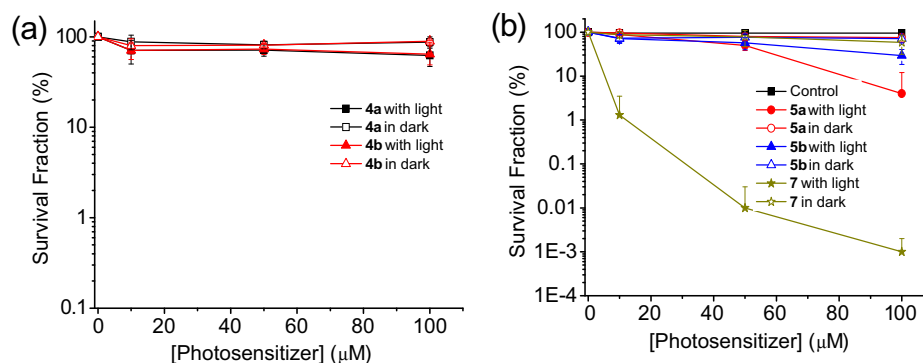 (a)
100
10
1
0.1
Survival Fraction (%)
0 20 40 60 80 100
[Photosensitizer] (μM)
4a with light
4a in dark
4b with light
4b in dark
(b)
100
10
1
0.1
0.01
1E-3
1E-4
Survival Fraction (%)
0 20 40 60 80 100
[Photosensitizer] (μM)
Control
5a with light
5a in dark
5b with light
5b in dark
7 with light
7 in dark